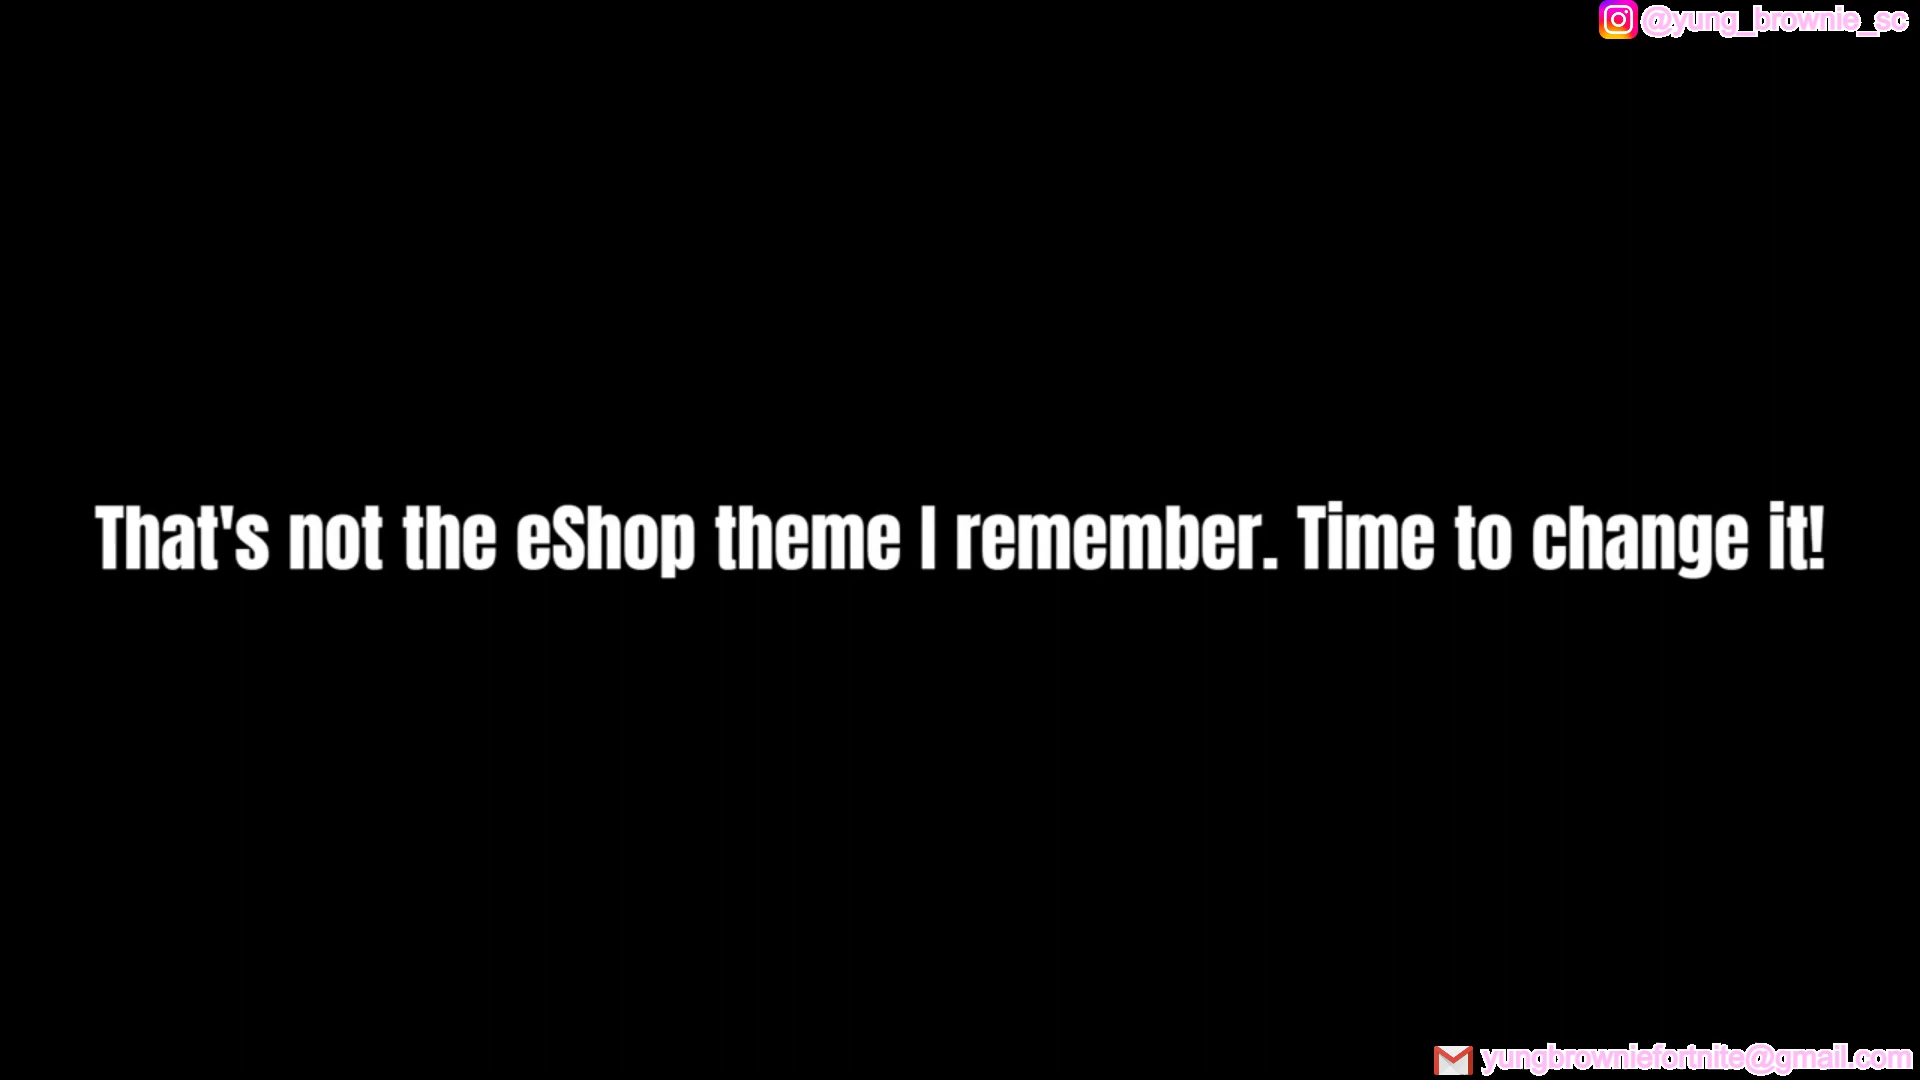 @yung_brownie_sc
That's not the eShop theme I remember. Time to change it!
yungbrowniefortnite@gmail.com